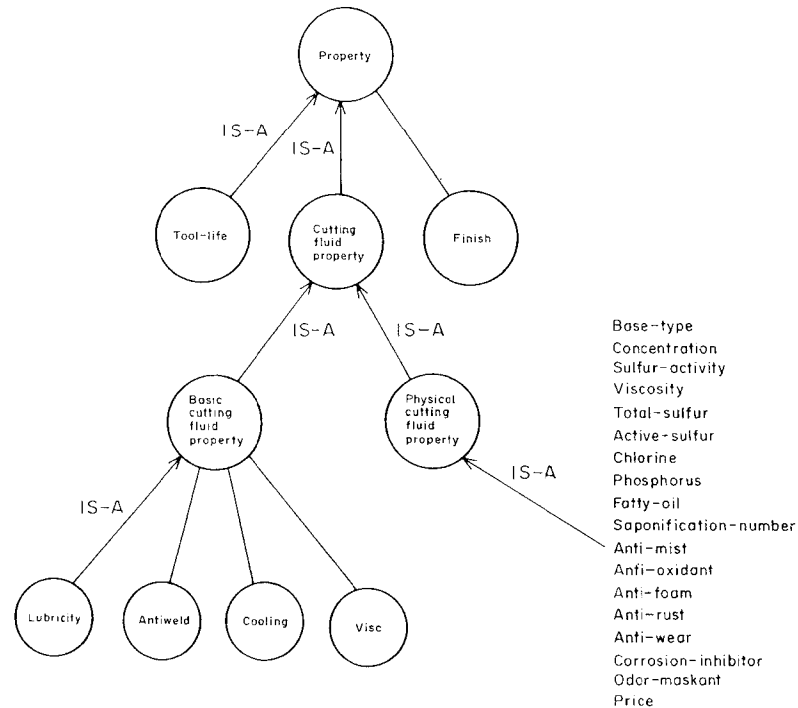 Property
IS-A
IS-A
Tool-life
Cutting
fluid
property
Finish
IS-A
IS-A
Basic
cutting
fluid
property
Physical
cutting
fluid
property
IS-A
IS-A
Lubricity
Antiweld
Cooling
Visc
Base-type
Concentration
Sulfur-activity
Viscosity
Total-sulfur
Active-sulfur
Chlorine
Phosphorus
Fatty-oil
Saponification-number
Anti-mist
Anti-oxidant
Anti-foam
Anti-rust
Anti-wear
Corrosion-inhibitor
Odor-maskant
Price